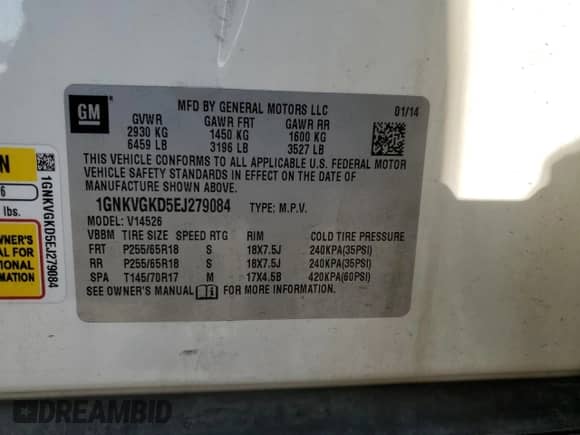 GM
MFD BY GENERAL MOTORS LLC 01/14
GVWR GAWR FRT GAWR RR
2930 KG 1450 KG 1600 KG
6459 LB 3196 LB 3527 LB
THIS VEHICLE CONFORMS TO ALL APPLICABLE U.S. FEDERAL MOTOR
VEHICLE SAFETY STANDARDS IN EFFECT ON THE DATE OF
MANUFACTURE SHOWN ABOVE.
1GNKVGKD5EJ279084 TYPE: M.P.V.
MODEL: V14526
VBBM TIRE SIZE SPEED RTG RIM COLD TIRE PRESSURE
FRT P255/65R18 S 18X7.5J 240KPA(35PSI)
RR P255/65R18 S 18X7.5J 240KPA(35PSI)
SPA T145/70R17 M 17X4.5B 420KPA(60PSI)
SEE OWNER'S MANUAL FOR MORE INFORMATION.
N
6
lbs.
WNER'S
AL FOR
TIONAL
MATION
1GNKVGKD5EJ279084
DREAMBID